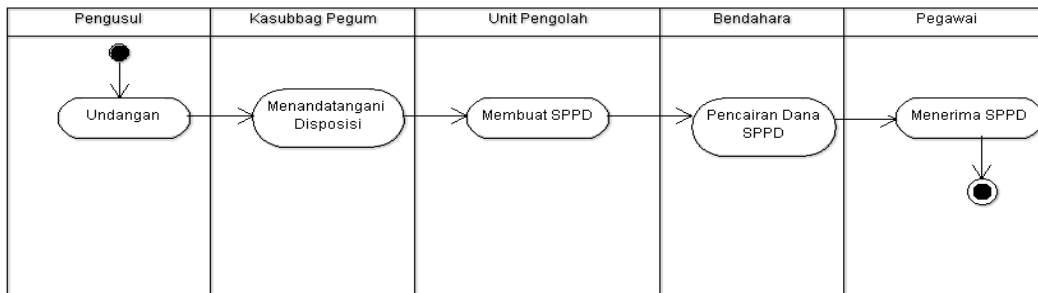 Pengusul
Kasubbag Pegum
Unit Pengolah
Bendahara
Pegawai
Undangan
Menandatangani
Disposisi
Membuat SPPD
Pencairan Dana
SPPD
Menerima SPPD